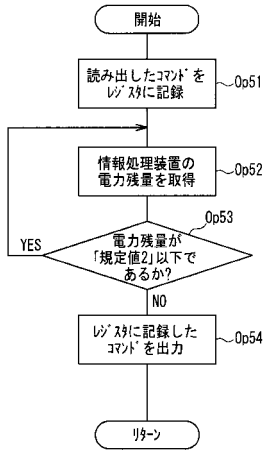 開始
読み出したコマンドを
レジスタに記録
Op51
情報処理装置の
電力残量を取得
Op52
Op53
電力残量が
「規定値2」以下で
あるか?
YES
NO
レジスタに記録した
コマンドを出力
Op54
リターン